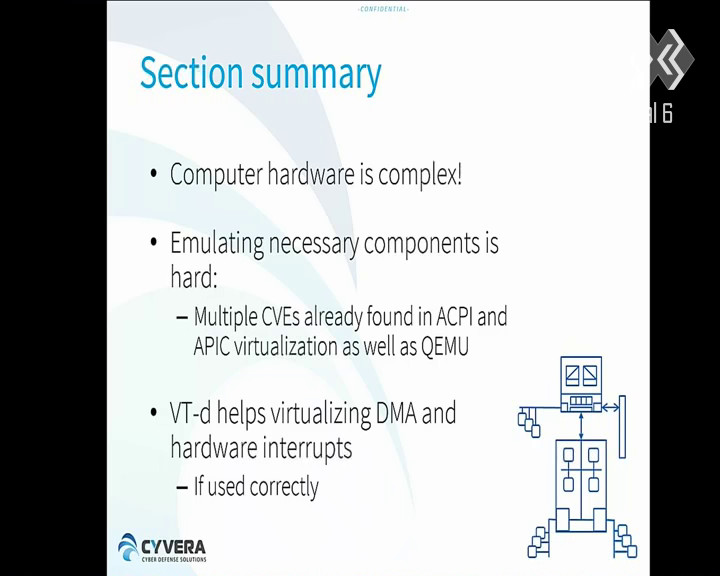 -CONFIDENTIAL-
Section summary
al 6
• Computer hardware is complex!
• Emulating necessary components is
hard:
– Multiple CVEs already found in ACPI and
APIC virtualization as well as QEMU
• VT-d helps virtualizing DMA and
hardware interrupts
– If used correctly
CYVERA
CYBER DEFENSE SOLUTIONS